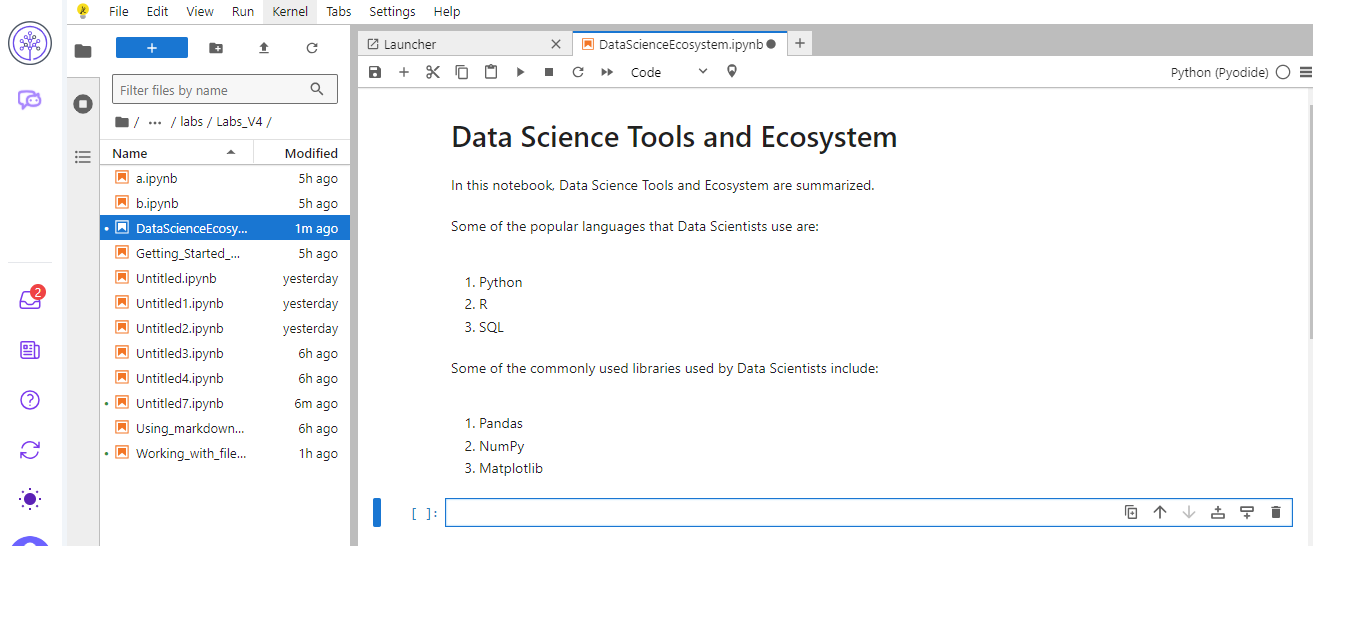 File Edit View Run Kernel Tabs Settings Help
+
Filter files by name
/ ... / labs / Labs_V4 /
Name Modified
a.ipynb 5h ago
b.ipynb 5h ago
DataScienceEcosy... 1m ago
Getting_Started_... 5h ago
Untitled.ipynb yesterday
Untitled1.ipynb yesterday
Untitled2.ipynb yesterday
Untitled3.ipynb 6h ago
Untitled4.ipynb 6h ago
Untitled7.ipynb 6m ago
Using_markdown... 6h ago
Working_with_file... 1h ago
2
Launcher
DataScienceEcosystem.ipynb
Code
Python (Pyodide)
Data Science Tools and Ecosystem
In this notebook, Data Science Tools and Ecosystem are summarized.
Some of the popular languages that Data Scientists use are:
1. Python
2. R
3. SQL
Some of the commonly used libraries used by Data Scientists include:
1. Pandas
2. NumPy
3. Matplotlib
[ ]: